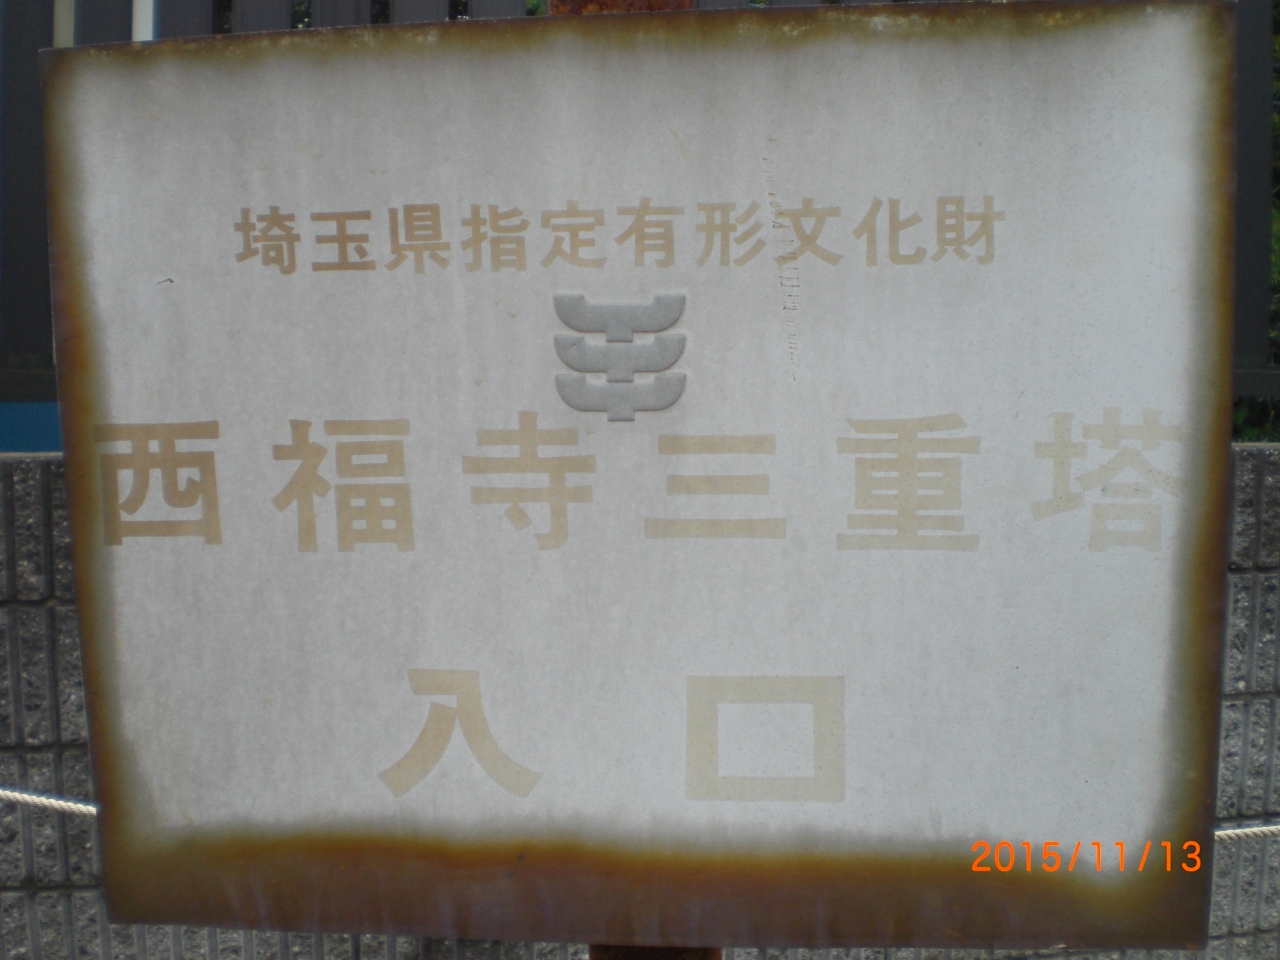 埼玉県指定有形文化財
西福寺三重塔
入口
2015/11/13